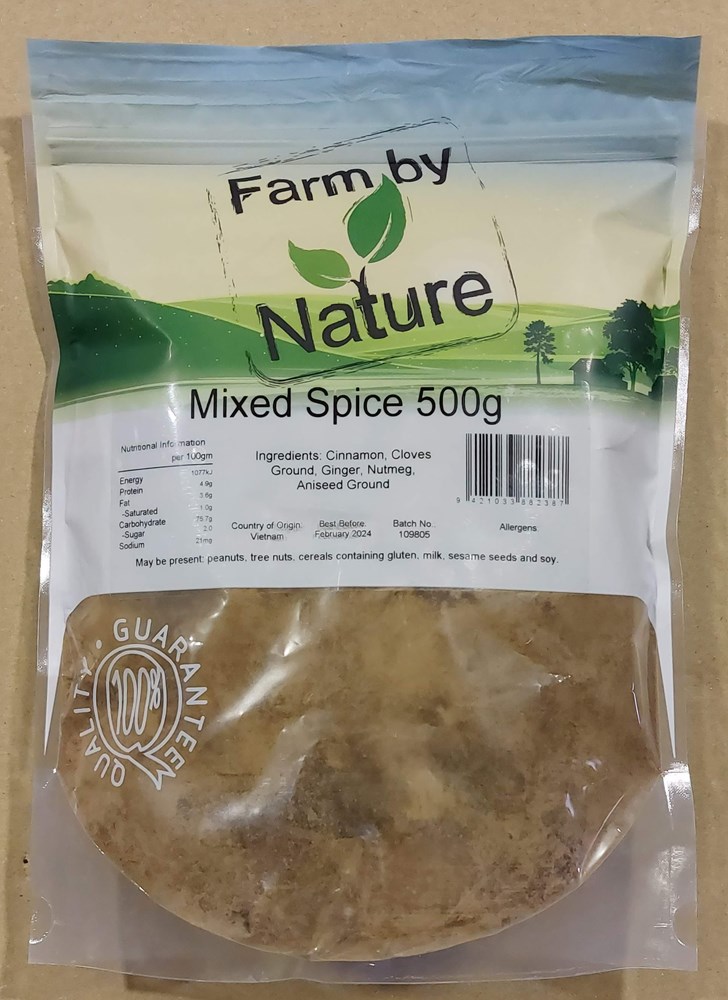 Farm by
Nature
Mixed Spice 500g
Nutritional Information
per 100gm
Energy 1077kJ
Protein 4.9g
Fat 3.6g
-Saturated 1.0g
Carbohydrate 75.7g
-Sugar 2.0
Sodium 21mg
Ingredients: Cinnamon, Cloves
Ground, Ginger, Nutmeg,
Aniseed Ground
9 421033 882387
Country of Origin:
Vietnam
Best Before:
February 2024
Batch No.
109805
Allergens
May be present: peanuts, tree nuts, cereals containing gluten, milk, sesame seeds and soy.
QUALITY • GUARANTEE
100%